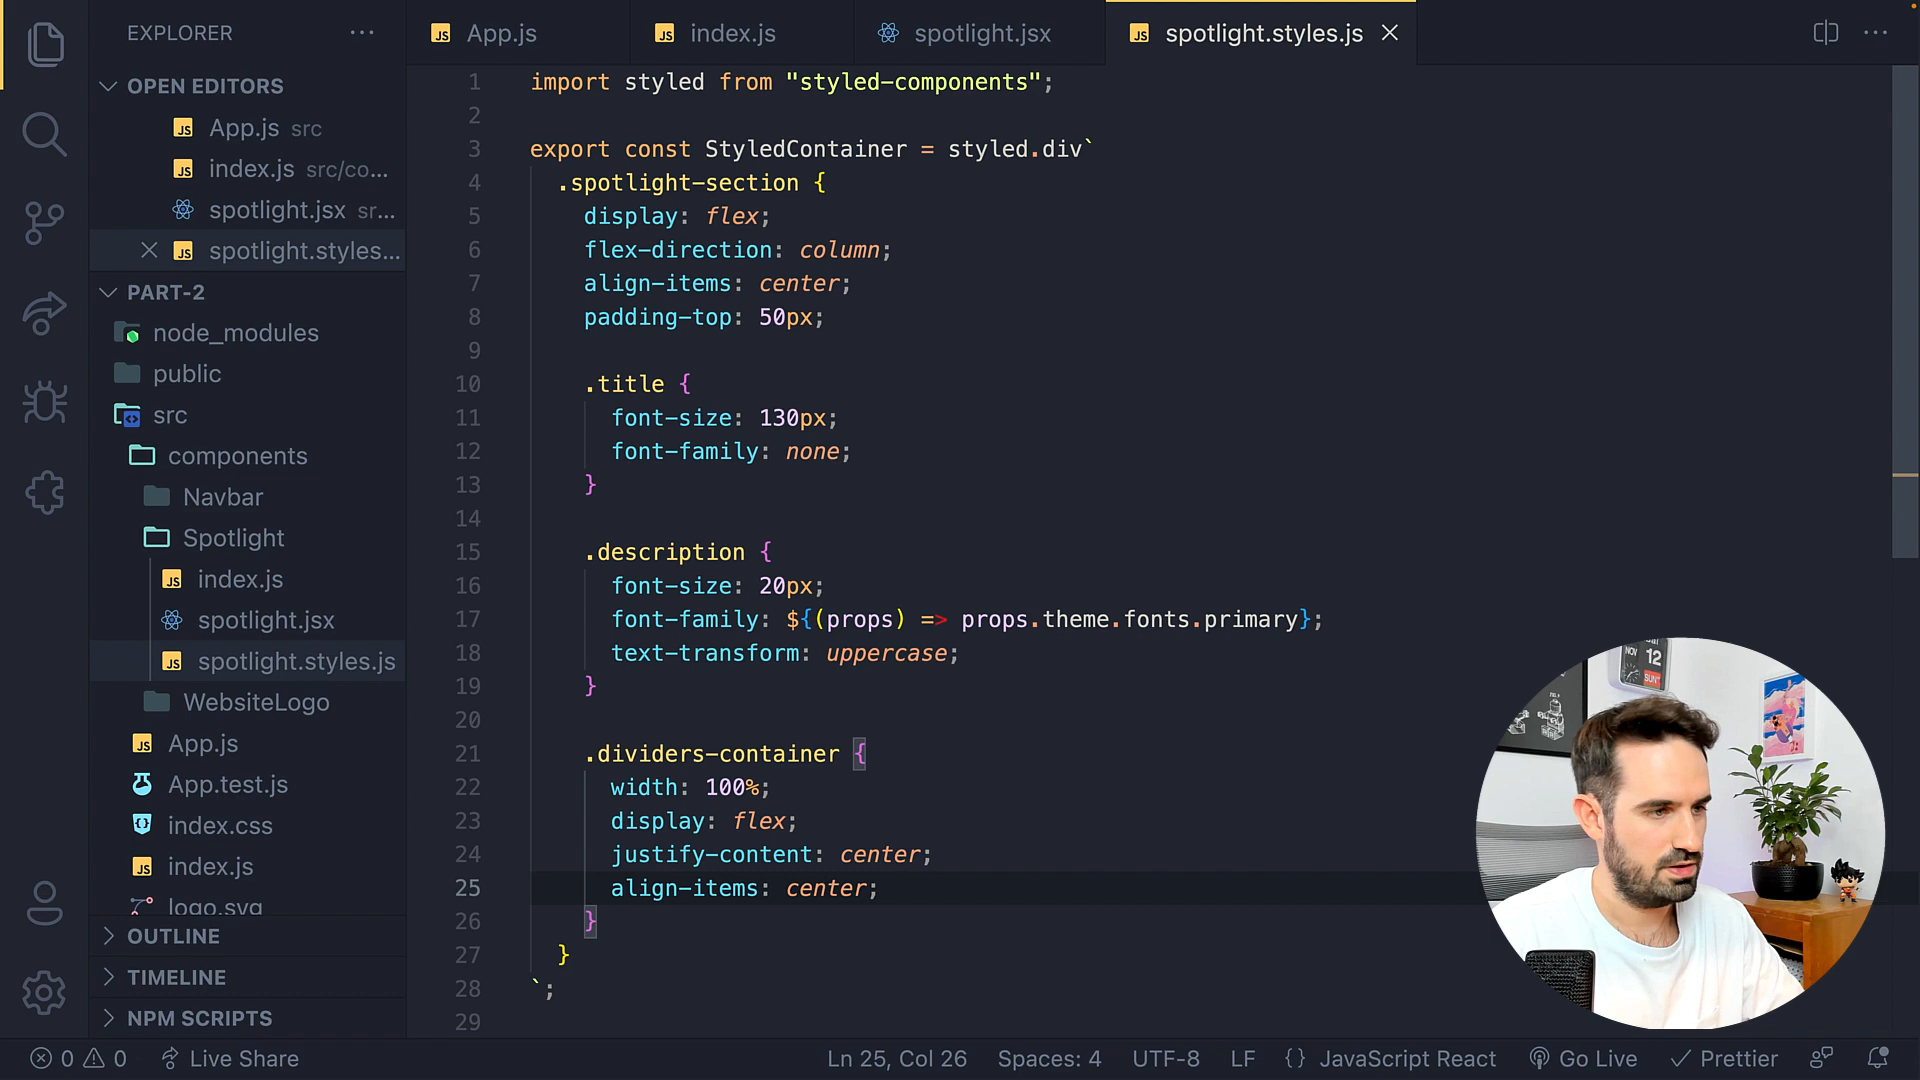 EXPLORER
OPEN EDITORS
App.js src
index.js src/co...
spotlight.jsx sr...
spotlight.styles...
PART-2
node_modules
public
src
components
Navbar
Spotlight
index.js
spotlight.jsx
spotlight.styles.js
WebsiteLogo
App.js
App.test.js
index.css
index.js
logo.svg
OUTLINE
TIMELINE
NPM SCRIPTS
App.js index.js spotlight.jsx spotlight.styles.js
1 import styled from "styled-components";
2
3 export const StyledContainer = styled.div`
4 .spotlight-section {
5 display: flex;
6 flex-direction: column;
7 align-items: center;
8 padding-top: 50px;
9
10 .title {
11 font-size: 130px;
12 font-family: none;
13 }
14
15 .description {
16 font-size: 20px;
17 font-family: ${(props) => props.theme.fonts.primary};
18 text-transform: uppercase;
19 }
20
21 .dividers-container {
22 width: 100%;
23 display: flex;
24 justify-content: center;
25 align-items: center;
26 }
27 }
28 `;
29
NOV 12
SUN
0 0 Live Share Ln 25, Col 26 Spaces: 4 UTF-8 LF {} JavaScript React Go Live Prettier